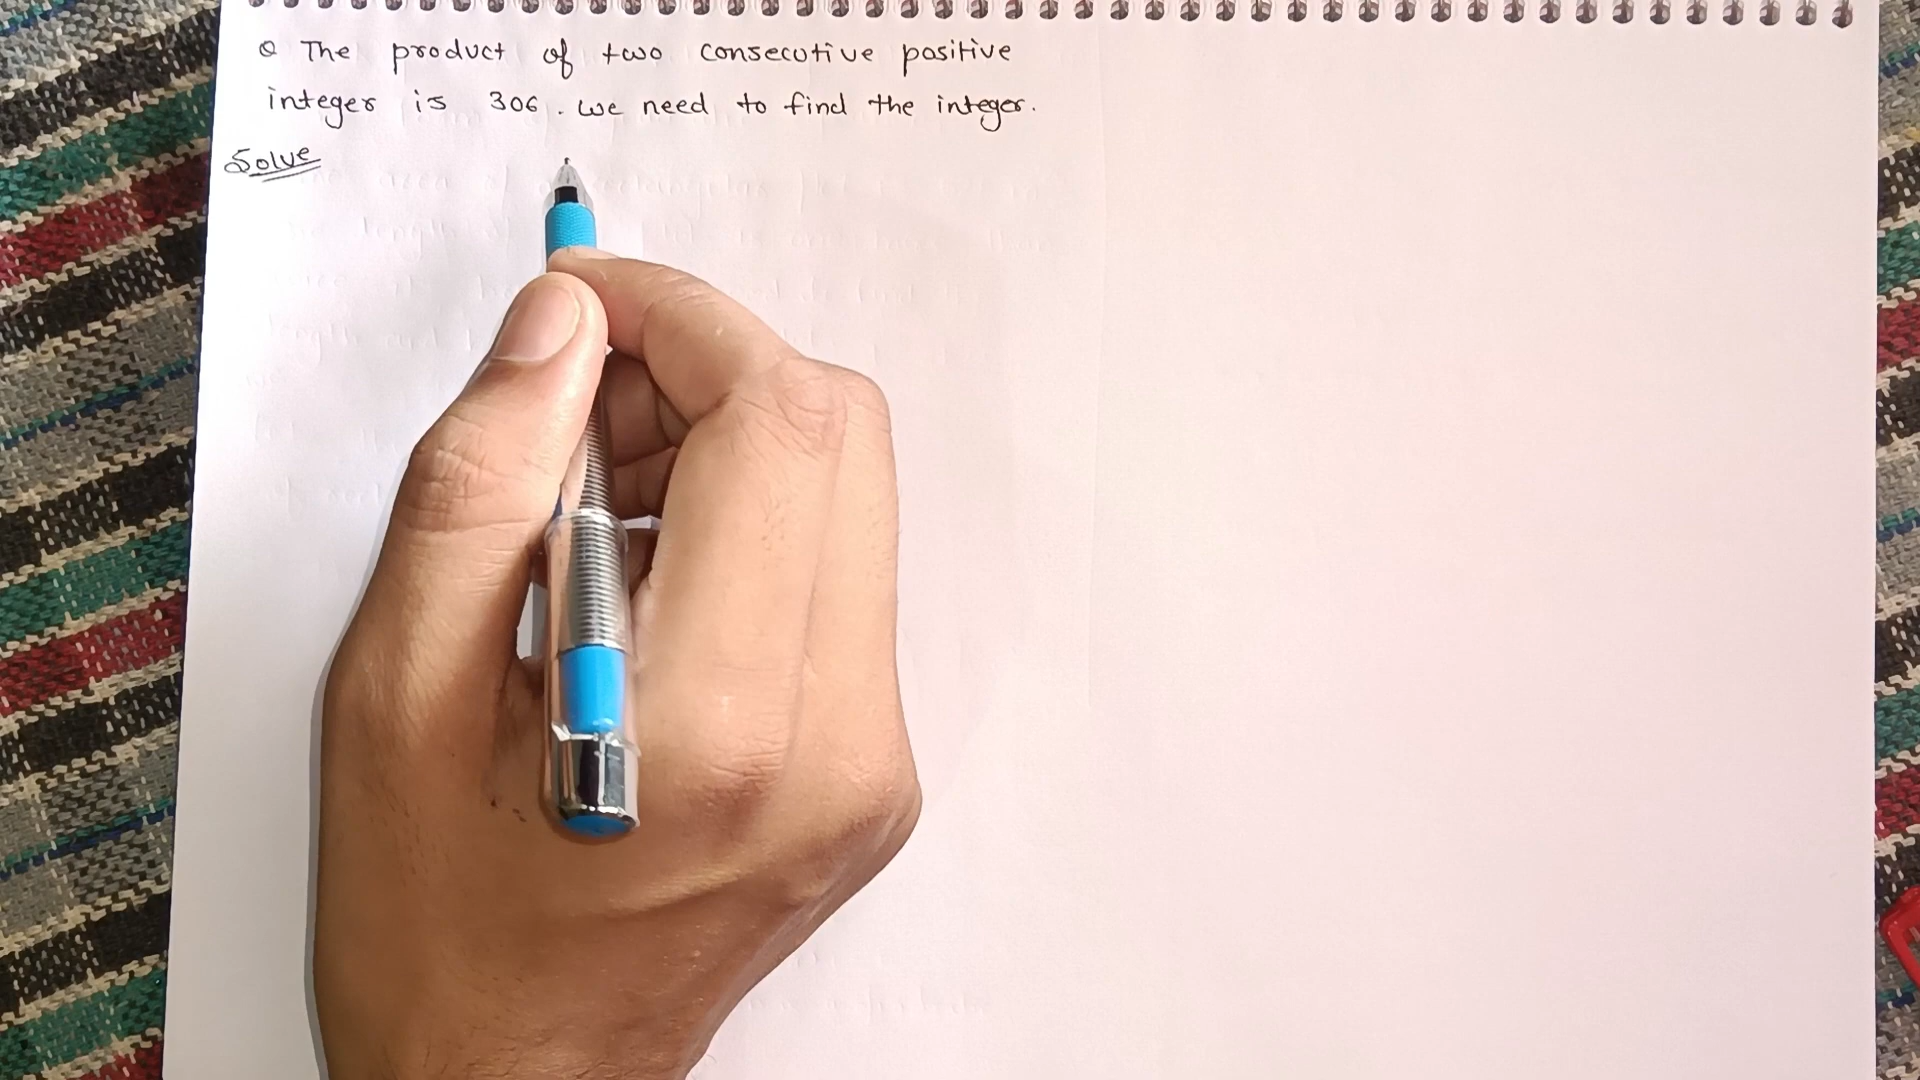 Q The product of two consecutive positive
integer is 306. we need to find the integer.
Solve